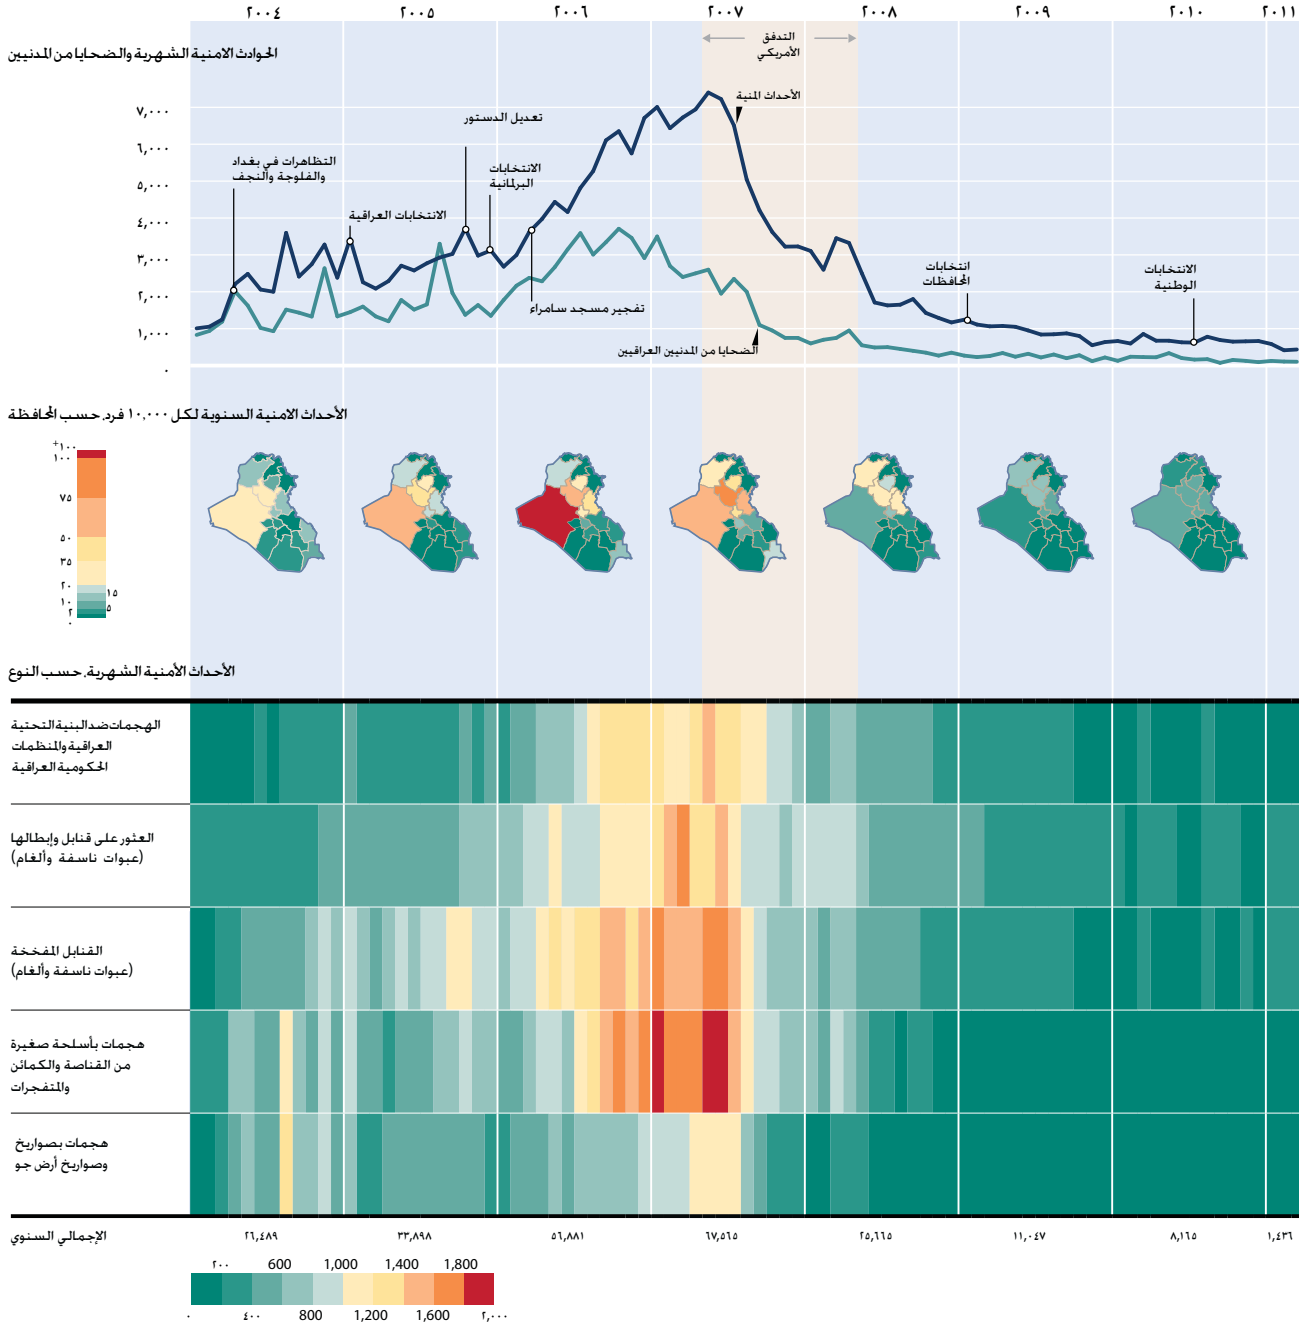 ٢٠٠٤ ٢٠٠٥ ٢٠٠٦ ٢٠٠٧ ٢٠٠٨ ٢٠٠٩ ٢٠١٠ ٢٠١١
الحوادث الامنية الشهرية والضحايا من المدنيين
التدفق
الأمريكي
٧,٠٠٠
٦,٠٠٠
٥,٠٠٠
٤,٠٠٠
٣,٠٠٠
٢,٠٠٠
١,٠٠٠
٠
التظاهرات في بغداد
والفلوجة والنجف
الانتخابات العراقية
تعديل الدستور
الانتخابات
البرلمانية
تفجير مسجد سامراء
الأحداث المنية
الضحايا من المدنيين العراقيين
انتخابات
المحافظات
الانتخابات
الوطنية
الأحداث الامنية السنوية لكل ١٠,٠٠٠ فرد، حسب المحافظة
+١٠٠
١٠٠
٧٥
٥٠
٣٥
٢٠
١٥
١٠
٥
٢
٠
الأحداث الأمنية الشهرية، حسب النوع
الهجمات ضد البنية التحتية
العراقية والمنظمات
الحكومية العراقية
العثور على قنابل وإبطالها
(عبوات ناسفة وألغام)
القنابل المفخخة
(عبوات ناسفة وألغام)
هجمات بأسلحة صغيرة
من القناصة والكمائن
والمتفجرات
هجمات بصواريخ
وصواريخ أرض جو
الإجمالي السنوي ٢٦,٤٨٩ ٣٣,٨٩٨ ٥٦,٨٨١ ٦٧,٥٦٥ ٢٥,٦٦٥ ١١,٠٤٧ ٨,١٦٥ ١,٤٣٦
٢٠٠ 600 1,000 1,400 1,800
٠ ٤٠٠ 800 1,200 1,600 ٢,٠٠٠